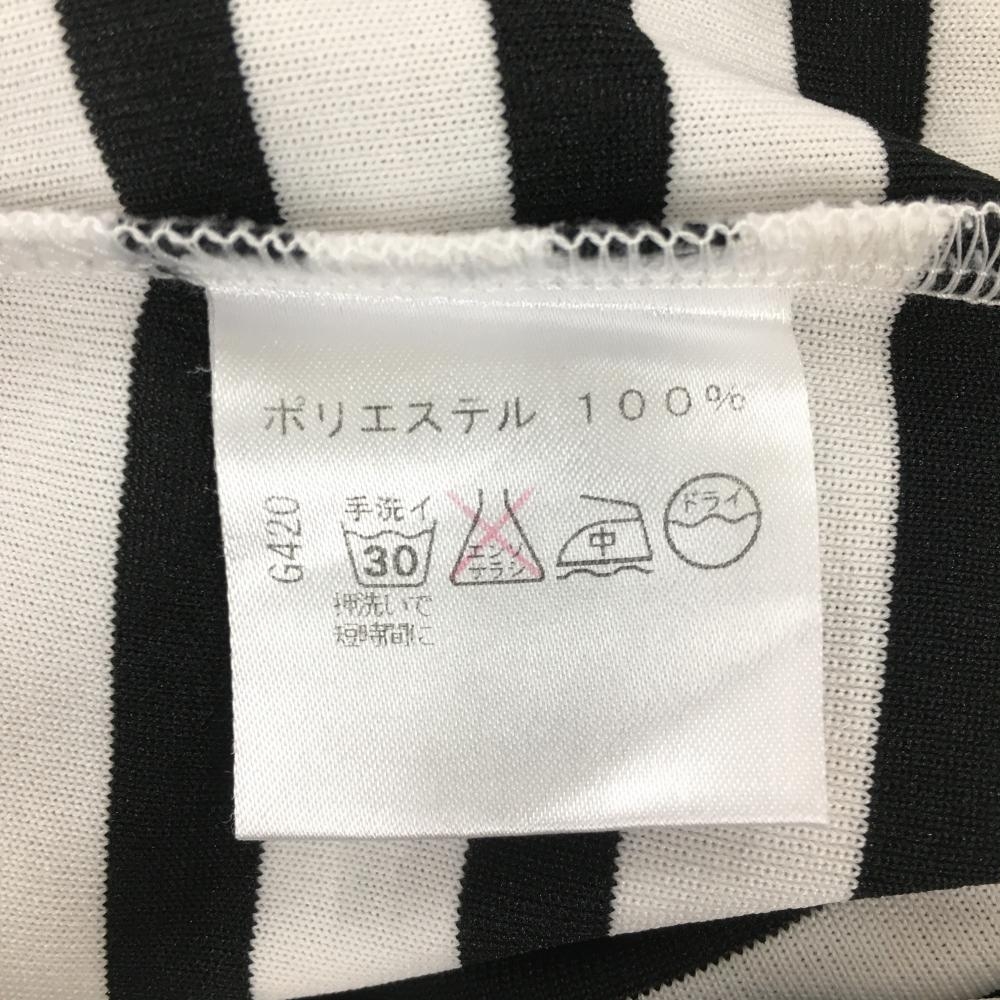 ポリエステル 100%
G420
手洗イ
30
エンソ
サラシ
中
ドライ
押洗いで
短時間に